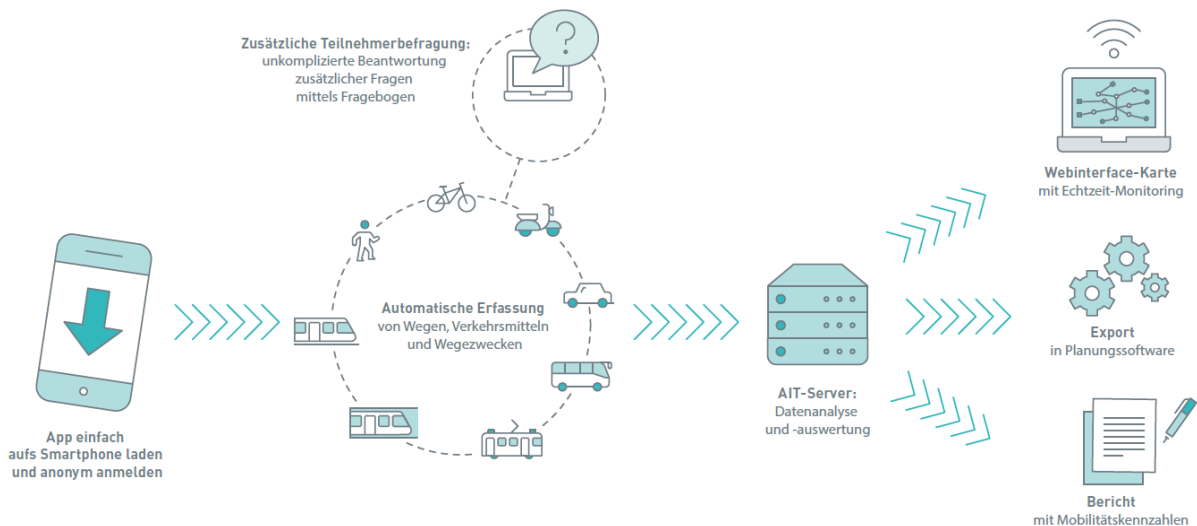 Zusätzliche Teilnehmerbefragung:
unkomplizierte Beantwortung
zusätzlicher Fragen
mittels Fragebogen
?
App einfach
aufs Smartphone laden
und anonym anmelden
Automatische Erfassung
von Wegen, Verkehrsmitteln
und Wegezwecken
AIT-Server:
Datenanalyse
und -auswertung
Webinterface-Karte
mit Echtzeit-Monitoring
Export
in Planungssoftware
Bericht
mit Mobilitätskennzahlen